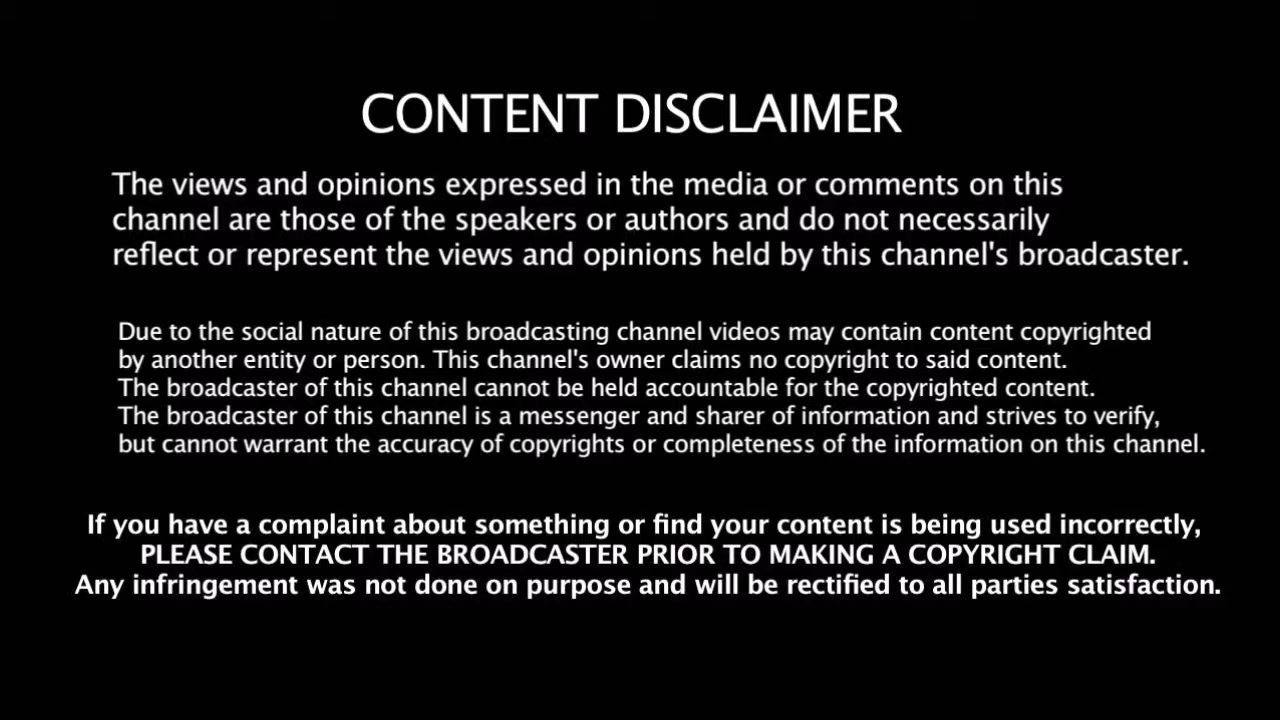 CONTENT DISCLAIMER
The views and opinions expressed in the media or comments on this
channel are those of the speakers or authors and do not necessarily
reflect or represent the views and opinions held by this channel's broadcaster.
Due to the social nature of this broadcasting channel videos may contain content copyrighted
by another entity or person. This channel's owner claims no copyright to said content.
The broadcaster of this channel cannot be held accountable for the copyrighted content.
The broadcaster of this channel is a messenger and sharer of information and strives to verify,
but cannot warrant the accuracy of copyrights or completeness of the information on this channel.
If you have a complaint about something or find your content is being used incorrectly,
PLEASE CONTACT THE BROADCASTER PRIOR TO MAKING A COPYRIGHT CLAIM.
Any infringement was not done on purpose and will be rectified to all parties satisfaction.